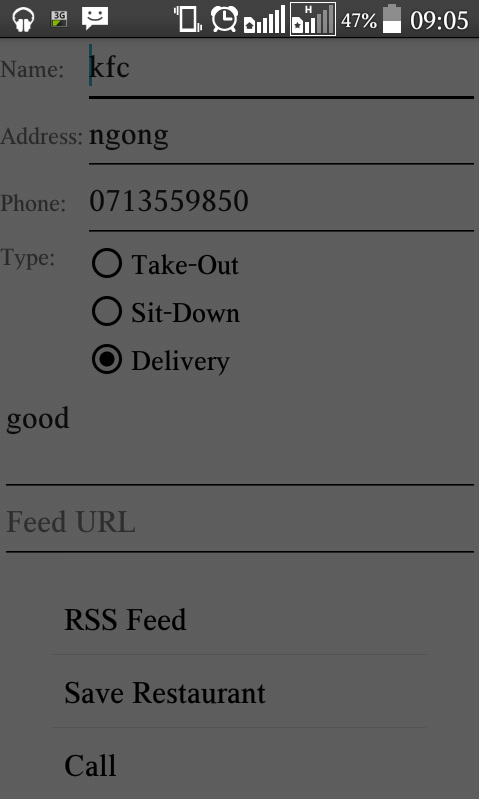 3G H 47% 09:05
Name: kfc
Address: ngong
Phone: 0713559850
Type: Take-Out
Sit-Down
Delivery
good
Feed URL
RSS Feed
Save Restaurant
Call